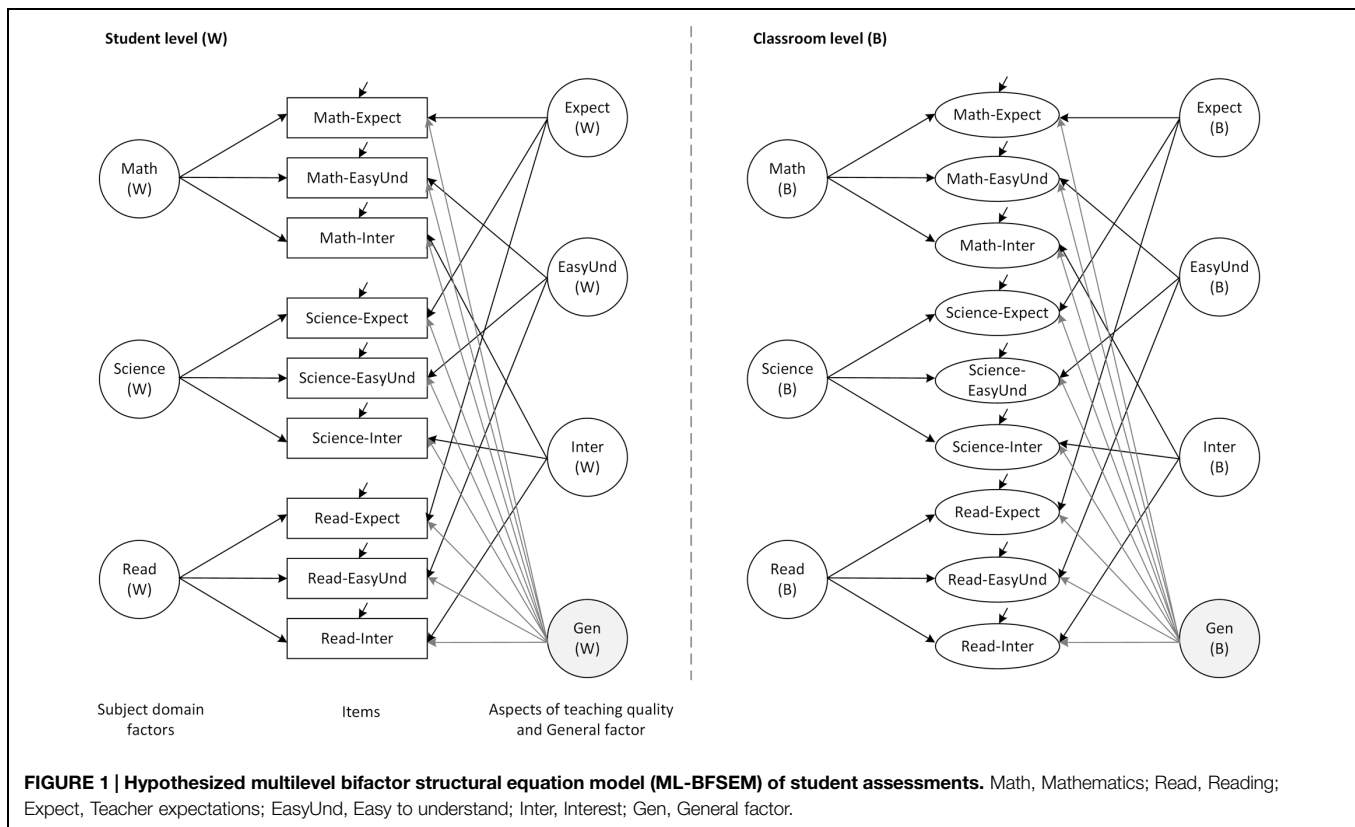 Student level (W)
Classroom level (B)
Math-Expect
Math-EasyUnd
Math-Inter
Science-Expect
Science-EasyUnd
Science-Inter
Read-Expect
Read-EasyUnd
Read-Inter
Math
(W)
Science
(W)
Read
(W)
Expect
(W)
EasyUnd
(W)
Inter
(W)
Gen
(W)
Subject domain
factors
Items
Aspects of teaching quality
and General factor
Math
(B)
Science
(B)
Read
(B)
Math-Expect
Math-EasyUnd
Math-Inter
Science-Expect
Science-
EasyUnd
Science-Inter
Read-Expect
Read-EasyUnd
Read-Inter
Expect
(B)
EasyUnd
(B)
Inter
(B)
Gen
(B)
FIGURE 1 | Hypothesized multilevel bifactor structural equation model (ML-BFSEM) of student assessments. Math, Mathematics; Read, Reading;
Expect, Teacher expectations; EasyUnd, Easy to understand; Inter, Interest; Gen, General factor.